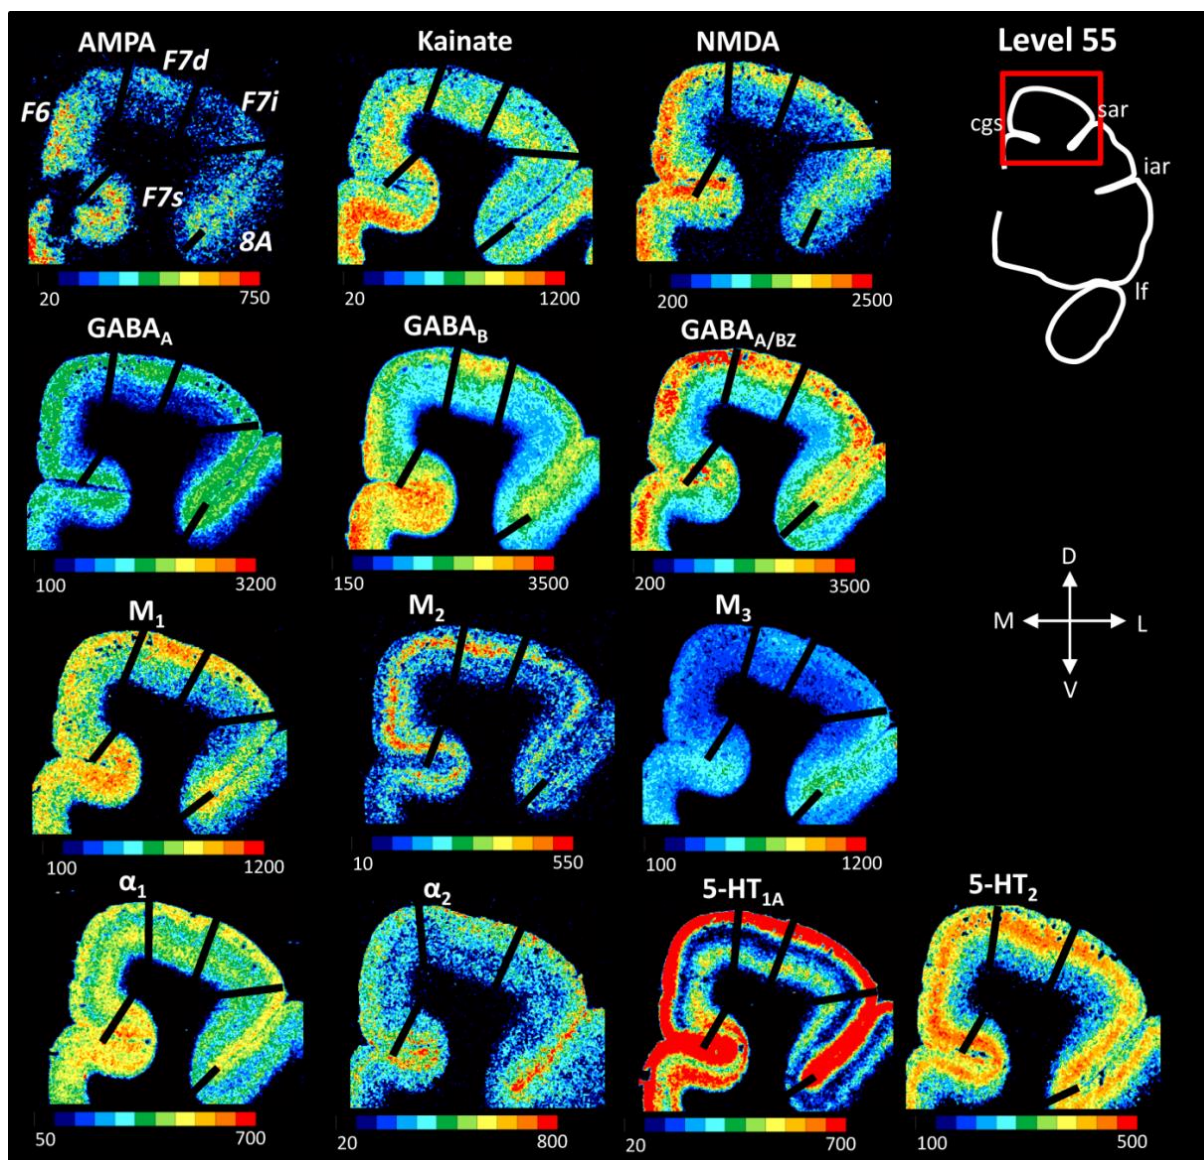 AMPA Kainate NMDA Level 55
F7d
F6 F7i
cgs sar
iar
F7s
8A
lf
20 750 20 1200 200 2500
GABAA GABAB GABAA/BZ
100 3200 150 3500 200 3500
D
M L
V
M1 M2 M3
100 1200 10 550 100 1200
α1 α2 5-HT1A 5-HT2
50 700 20 800 20 700 100 500